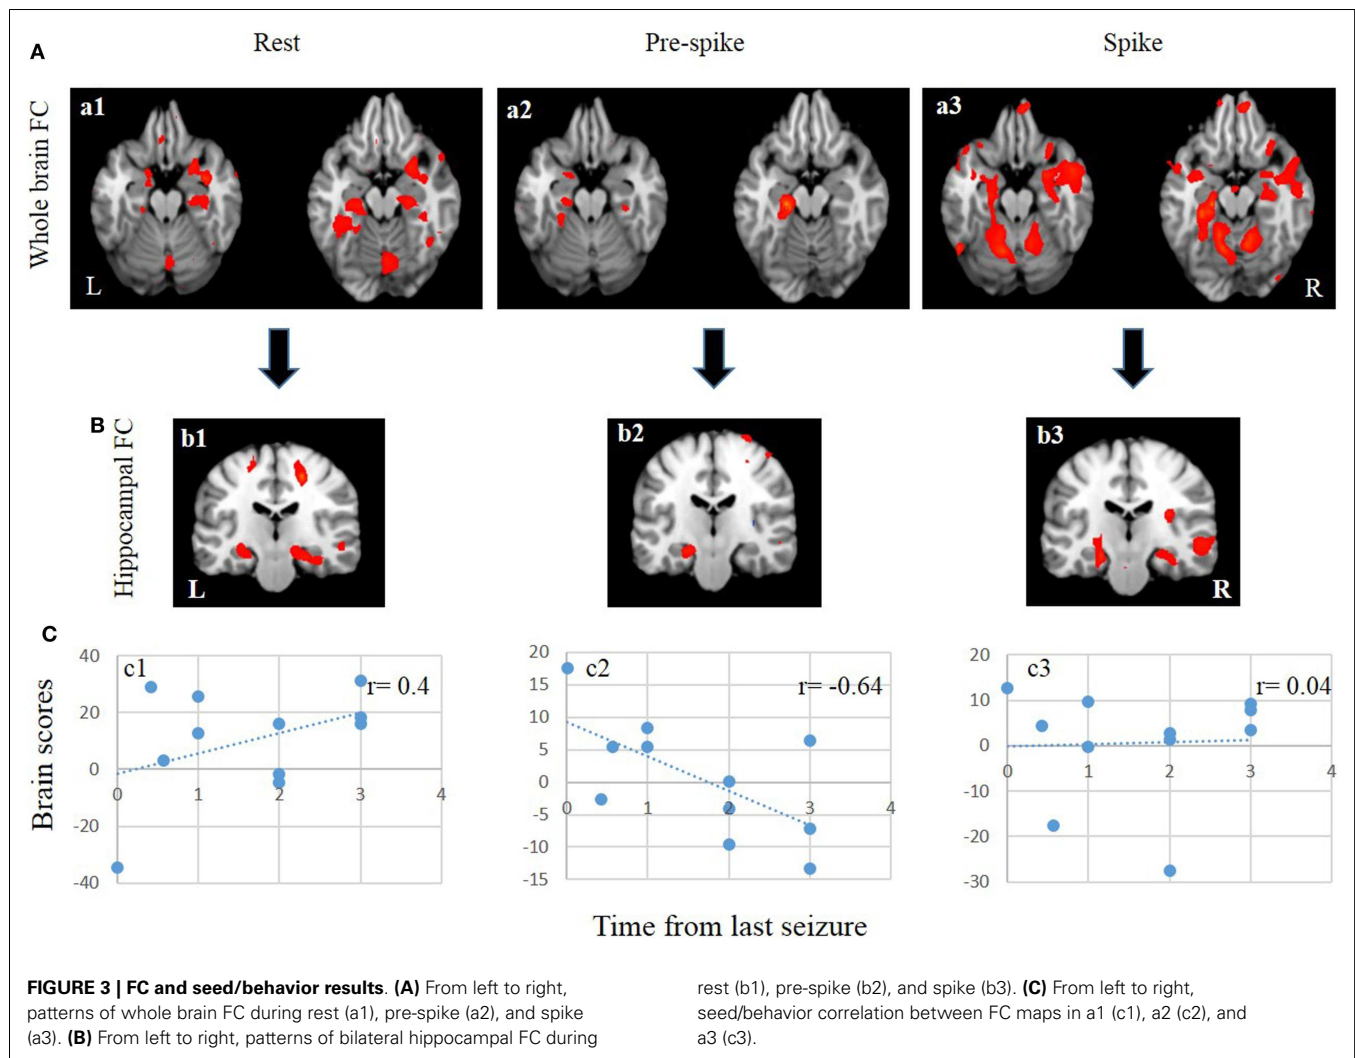 A
Rest
Pre-spike
Spike
Whole brain FC
a1
a2
a3
L
R
B
Hippocampal FC
b1
b2
b3
L
R
C
Brain scores
c1
r= 0.4
40
20
0
-20
-40
0 1 2 3 4
c2
r= -0.64
20
15
10
5
0
-5
-10
-15
0 1 2 3 4
c3
r= 0.04
20
10
0
-10
-20
-30
0 1 2 3 4
Time from last seizure
FIGURE 3 | FC and seed/behavior results. (A) From left to right,
patterns of whole brain FC during rest (a1), pre-spike (a2), and spike
(a3). (B) From left to right, patterns of bilateral hippocampal FC during
rest (b1), pre-spike (b2), and spike (b3). (C) From left to right,
seed/behavior correlation between FC maps in a1 (c1), a2 (c2), and
a3 (c3).